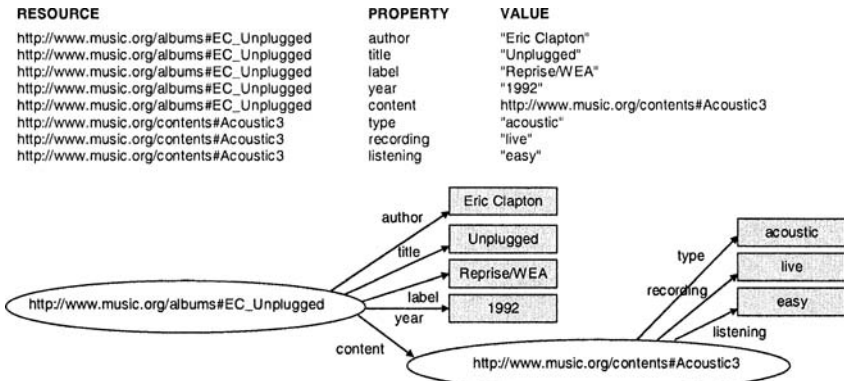 RESOURCE PROPERTY VALUE
http://www.music.org/albums#EC_Unplugged author "Eric Clapton"
http://www.music.org/albums#EC_Unplugged title "Unplugged"
http://www.music.org/albums#EC_Unplugged label "Reprise/WEA"
http://www.music.org/albums#EC_Unplugged year "1992"
http://www.music.org/albums#EC_Unplugged content http://www.music.org/contents#Acoustic3
http://www.music.org/contents#Acoustic3 type "acoustic"
http://www.music.org/contents#Acoustic3 recording "live"
http://www.music.org/contents#Acoustic3 listening "easy"
Eric Clapton
author
Unplugged
title
Reprise/WEA
label
http://www.music.org/albums#EC_Unplugged
1992
year
content
acoustic
type
live
recording
easy
listening
http://www.music.org/contents#Acoustic3